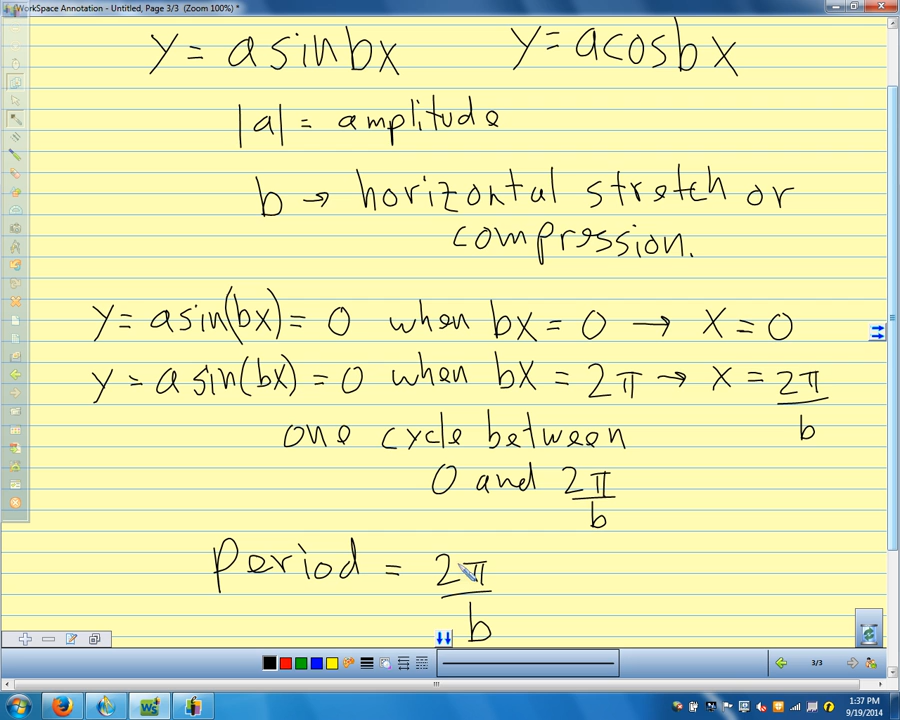 WorkSpace Annotation - Untitled, Page 3/3 (Zoom 100%) *
y = a sin bx y = a cos bx
|a| = amplitude
b → horizontal stretch or
compression.
y = a sin(bx) = 0 when bx = 0 → x = 0
y = a sin(bx) = 0 when bx = 2π → x = 2π/b
one cycle between
0 and 2π/b
Period = 2π/b
3/3
1:37 PM
9/19/2014